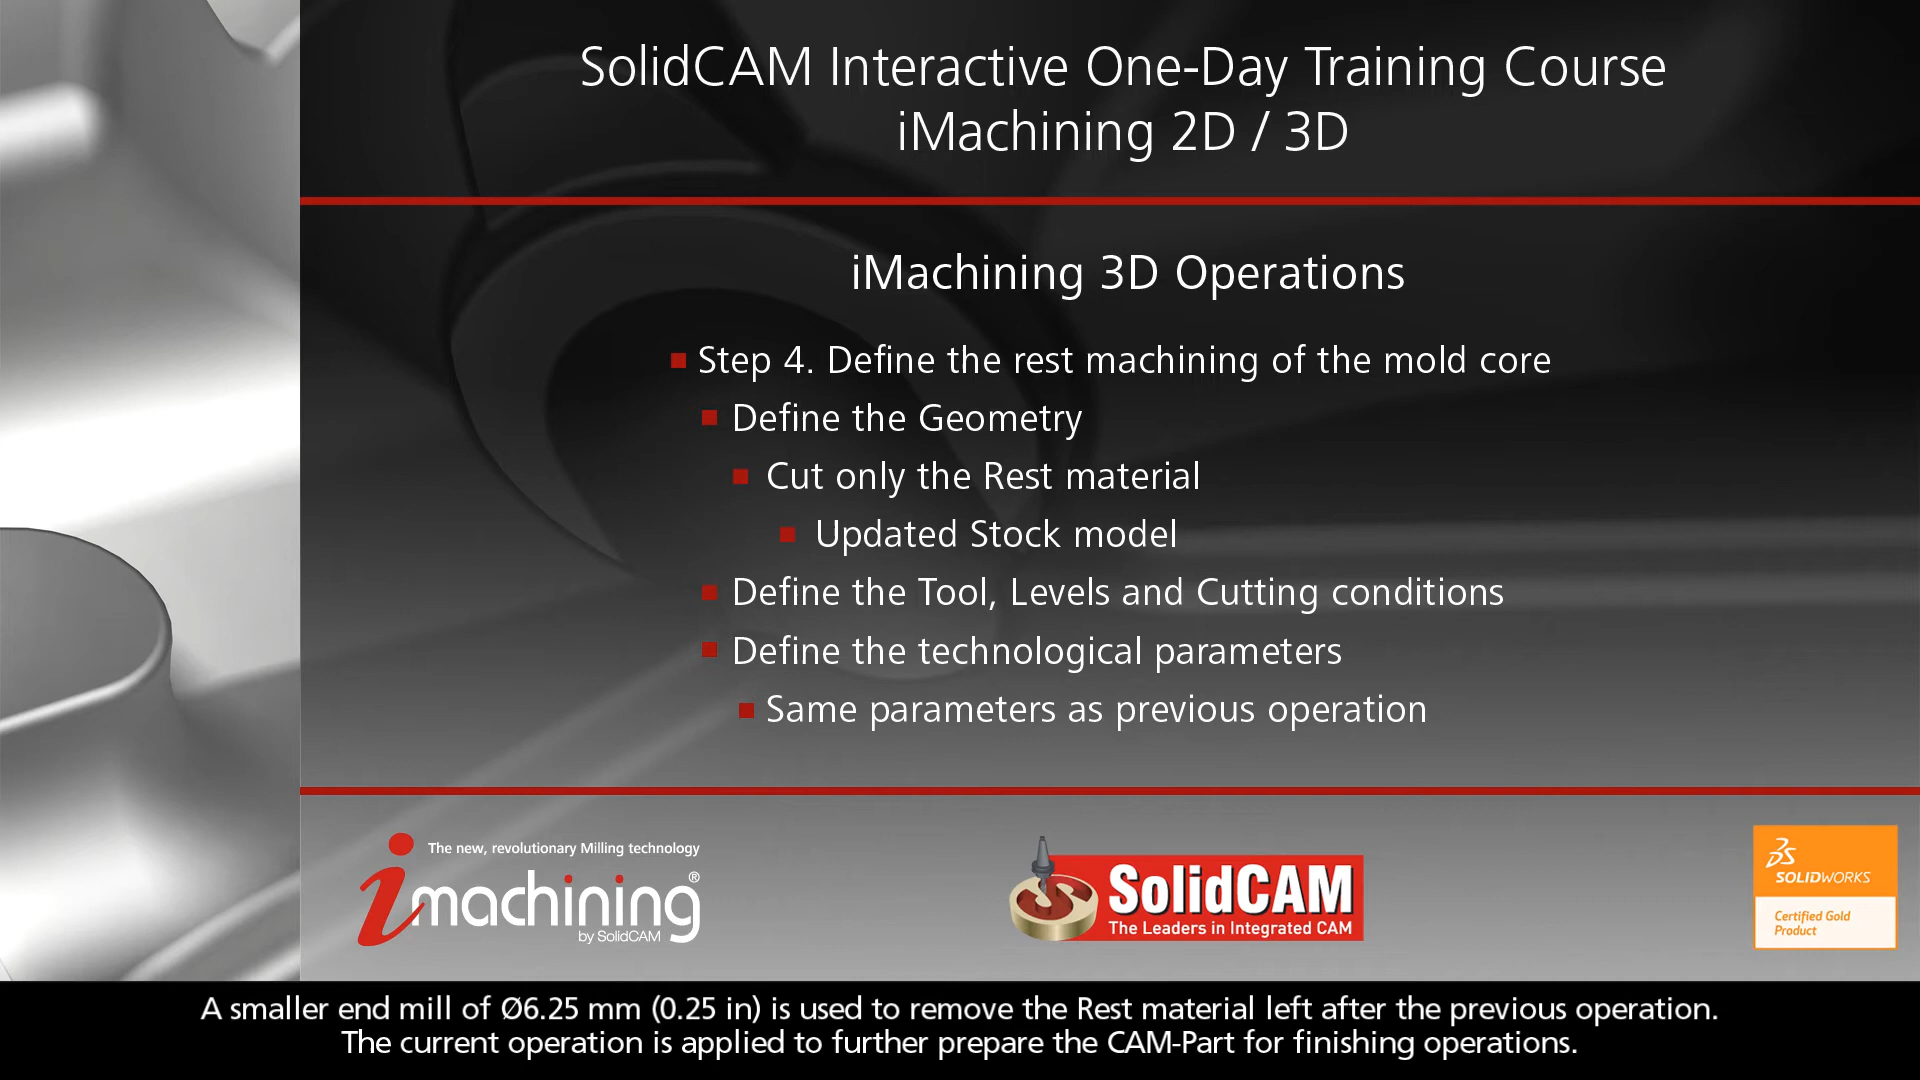 SolidCAM Interactive One-Day Training Course
iMachining 2D / 3D
iMachining 3D Operations
Step 4. Define the rest machining of the mold core
Define the Geometry
Cut only the Rest material
Updated Stock model
Define the Tool, Levels and Cutting conditions
Define the technological parameters
Same parameters as previous operation
The new, revolutionary Milling technology
imachining®
by SolidCAM
SolidCAM
The Leaders in Integrated CAM
SOLIDWORKS
Certified Gold
Product
A smaller end mill of Ø6.25 mm (0.25 in) is used to remove the Rest material left after the previous operation.
The current operation is applied to further prepare the CAM-Part for finishing operations.